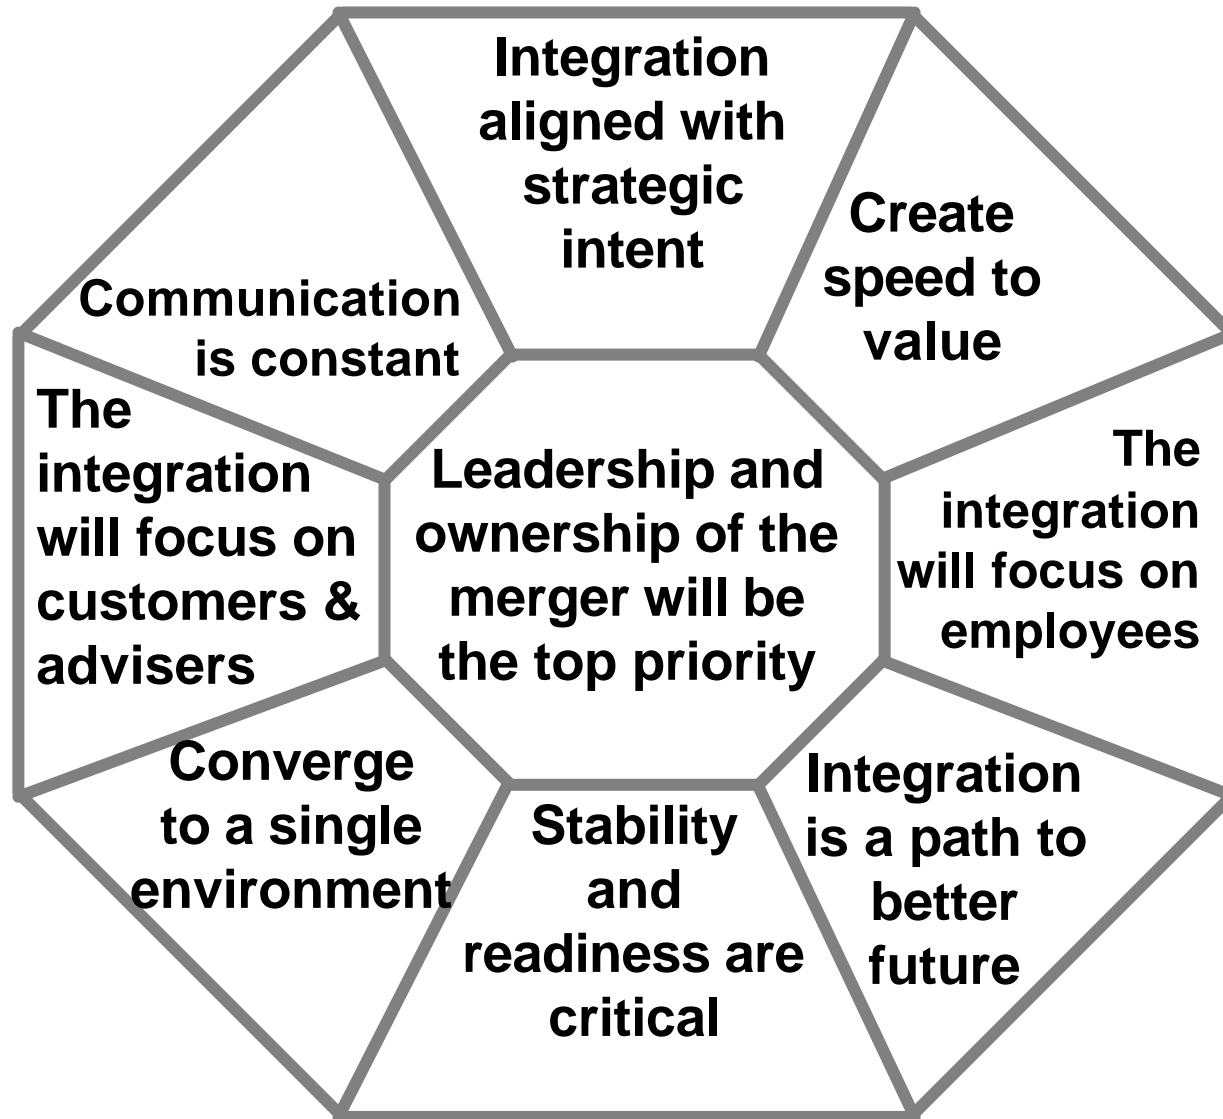 Integration
aligned with
strategic
intent
Create
speed to
value
Communication
is constant
The
integration
will focus on
customers &
advisers
Leadership and
ownership of the
merger will be
the top priority
The
integration
will focus on
employees
Converge
to a single
environment
Stability
and
readiness are
critical
Integration
is a path to
better
future